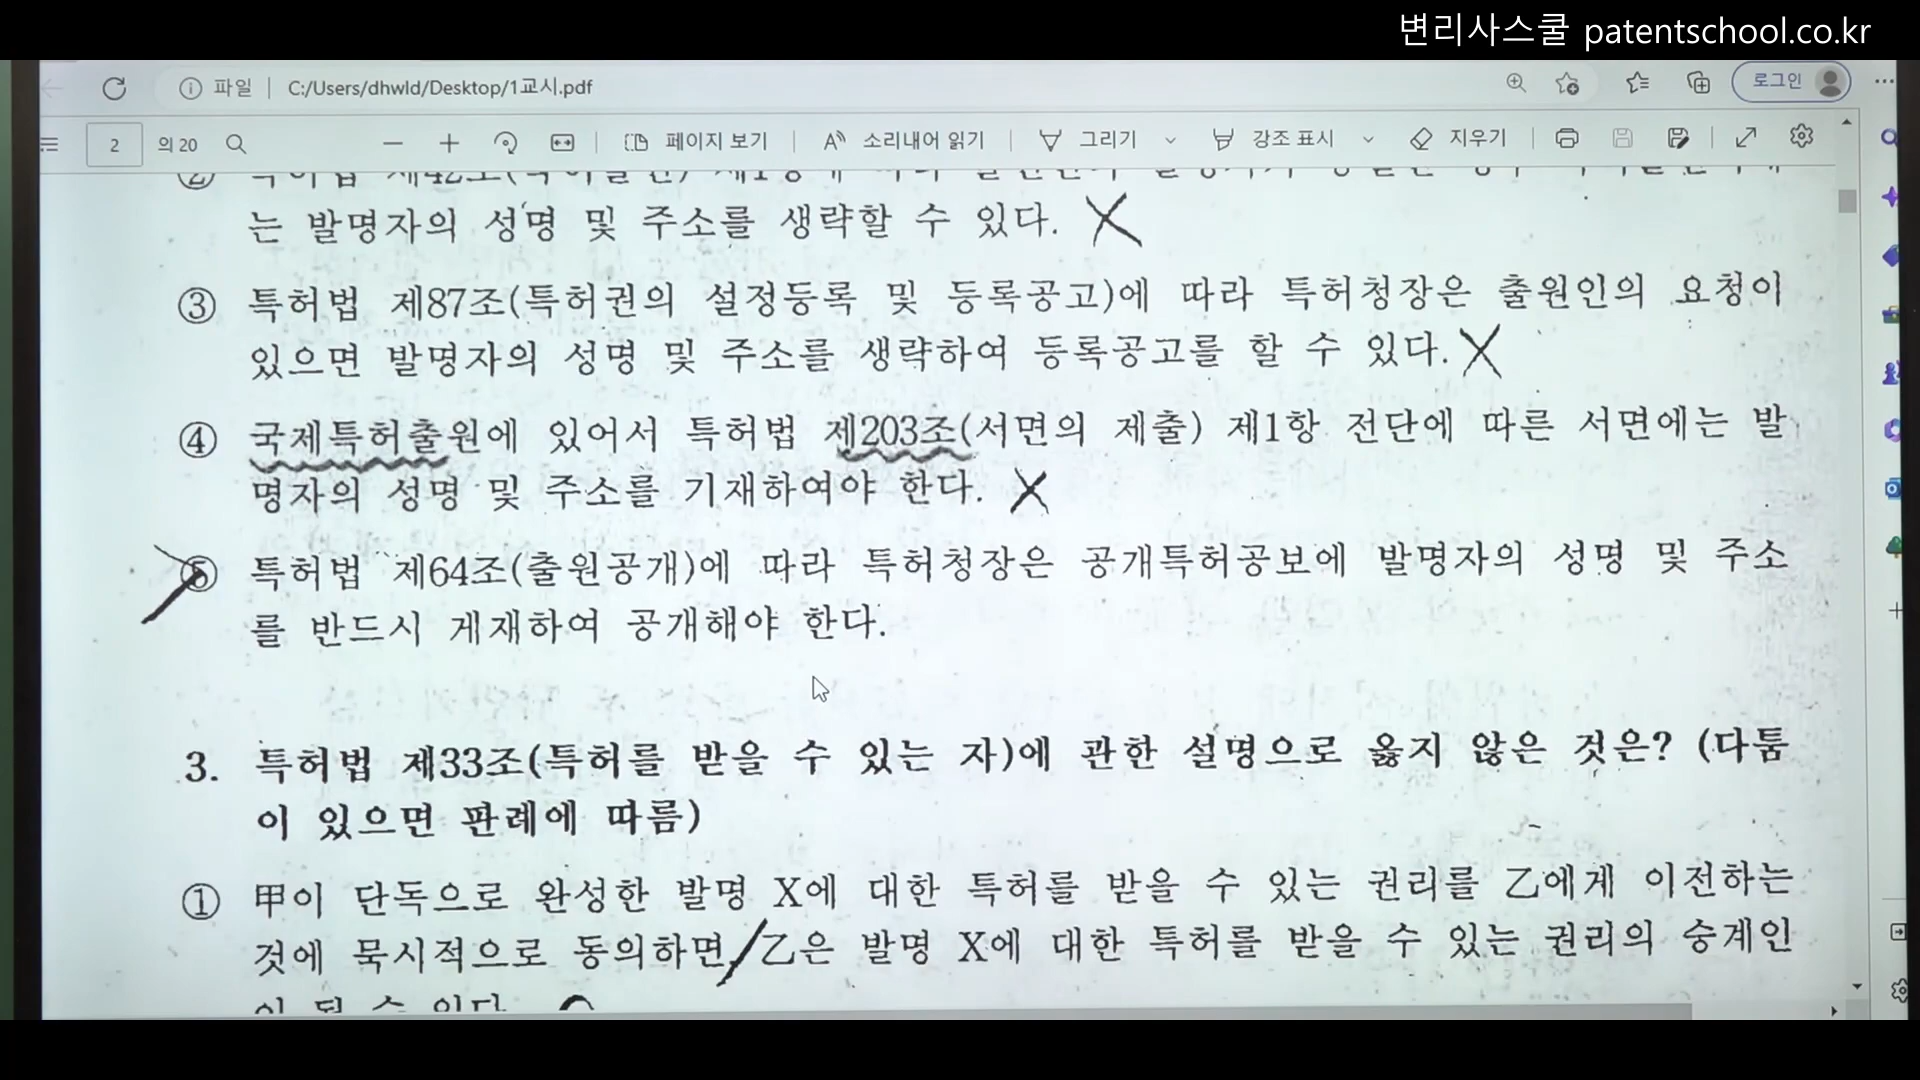 변리사스쿨 patentschool.co.kr
파일 C:/Users/dhwld/Desktop/1교시.pdf 로그인
2 의 20 페이지 보기 소리내어 읽기 그리기 강조 표시 지우기
는 발명자의 성명 및 주소를 생략할 수 있다.
③ 특허법 제87조(특허권의 설정등록 및 등록공고)에 따라 특허청장은 출원인의 요청이
있으면 발명자의 성명 및 주소를 생략하여 등록공고를 할 수 있다.
④ 국제특허출원에 있어서 특허법 제203조(서면의 제출) 제1항 전단에 따른 서면에는 발
명자의 성명 및 주소를 기재하여야 한다.
⑤ 특허법 제64조(출원공개)에 따라 특허청장은 공개특허공보에 발명자의 성명 및 주소
를 반드시 게재하여 공개해야 한다.
3. 특허법 제33조(특허를 받을 수 있는 자)에 관한 설명으로 옳지 않은 것은? (다툼
이 있으면 판례에 따름)
① 甲이 단독으로 완성한 발명 X에 대한 특허를 받을 수 있는 권리를 乙에게 이전하는
것에 묵시적으로 동의하면 乙은 발명 X에 대한 특허를 받을 수 있는 권리의 승계인